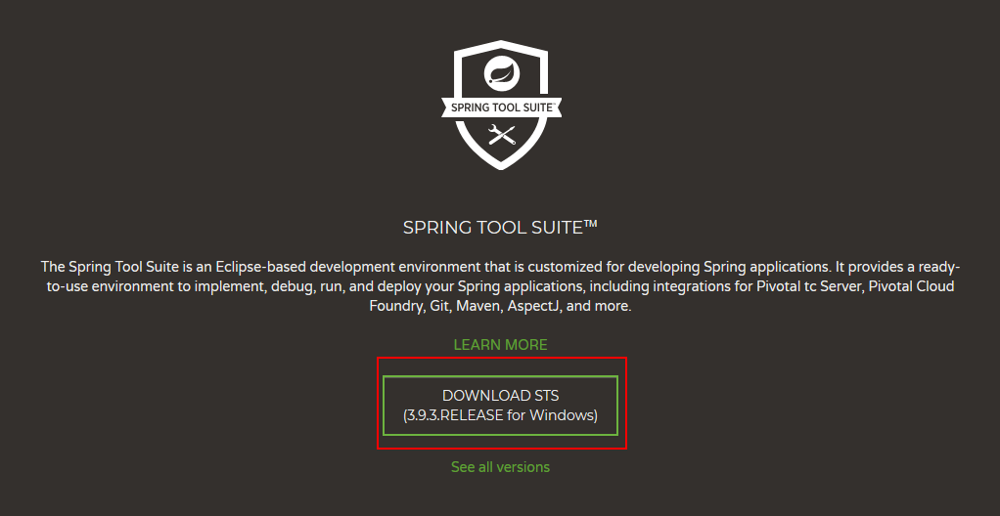 SPRING TOOL SUITE™
SPRING TOOL SUITE™
The Spring Tool Suite is an Eclipse-based development environment that is customized for developing Spring applications. It provides a ready-
to-use environment to implement, debug, run, and deploy your Spring applications, including integrations for Pivotal tc Server, Pivotal Cloud
Foundry, Git, Maven, AspectJ, and more.
LEARN MORE
DOWNLOAD STS
(3.9.3.RELEASE for Windows)
See all versions